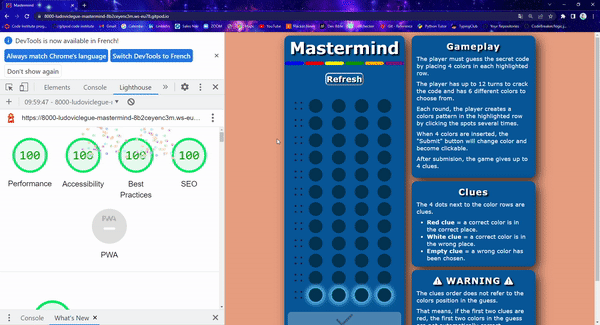 Mastermind
8000-ludoviclegue-mastermind-8b2ceyenc3m.ws-eu71.gitpod.io
YouTube
Python Tutor
TypingClub
Your Repositories
DevTools is now available in French!
Always match Chrome's language
Switch DevTools to French
Don't show again
Console
Lighthouse
09:59:47 - 8000-ludoviclegue-
https://8000-ludoviclegue-mastermind-8b2ceyenc3m.ws-eu...
100
100
100
100
Performance
Accessibility
Best
Practices
SEO
PWA
PWA
Console
What's New
Mastermind
Refresh
Gameplay
The player must guess the secret code
by placing 4 colors in each highlighted
row.
The player has up to 12 turns to crack
the code and has 6 different colors to
choose from.
Each round, the player creates a
colors pattern in the highlighted row
by clicking the spots several times.
When 4 colors are inserted, the
"Submit" button will change color and
become clickable.
After submision, the game gives up to
4 clues.
Clues
The 4 dots next to the color rows are
clues.
Red clue = a correct color is in
the correct place.
White clue = a correct color is in
the wrong place.
Empty clue = a wrong color has
been chosen.
WARNING
The clues order does not refer to the
colors position in the guess.
That means, if the first two clues are
red, the first two colors in the guess